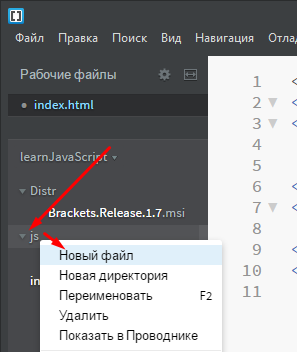 Файл Правка Поиск Вид Навигация Отла
Рабочие файлы
index.html
learnJavaScript
Distr
Brackets.Release.1.7.msi
js
in
Новый файл
Новая директория
Переименовать F2
Удалить
Показать в Проводнике
1
2 <
3 <
4
5
6 <
7 <
8
9 <
10 <
11